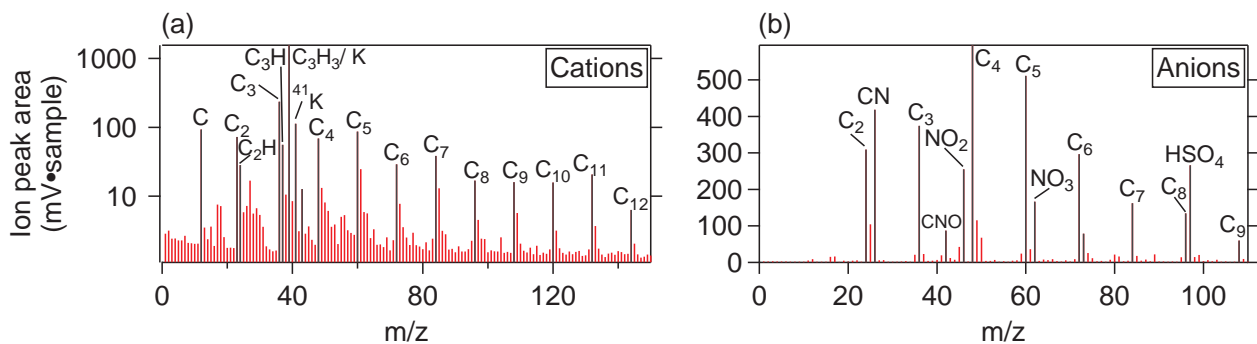 (a)
Cations
Ion peak area
(mV•sample)
1000
100
10
C
C₂
C₂H
C₃
C₃H
C₃H₃/ K
⁴¹K
C₄
C₅
C₆
C₇
C₈
C₉
C₁₀
C₁₁
C₁₂
0 40 80 120
m/z
(b)
Anions
500
400
300
200
100
0
C₂
CN
C₃
NO₂
CNO
C₄
C₅
NO₃
C₆
C₇
C₈
HSO₄
C₉
0 20 40 60 80 100
m/z